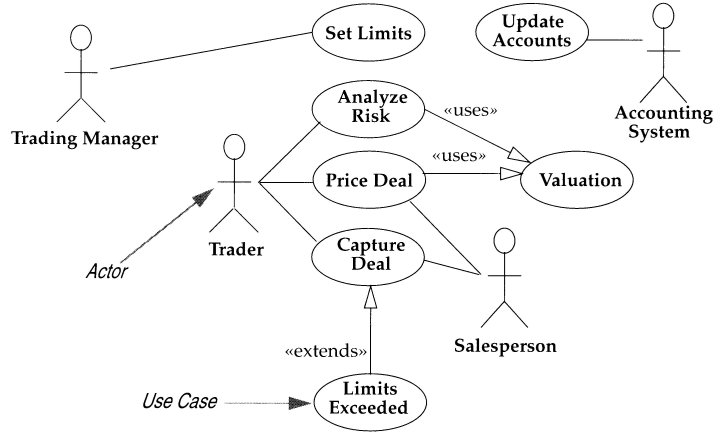 Set Limits
Update
Accounts
Trading Manager
Analyze
Risk
«uses»
Accounting
System
«uses»
Price Deal
Valuation
Trader
Capture
Deal
Actor
Salesperson
«extends»
Limits
Exceeded
Use Case